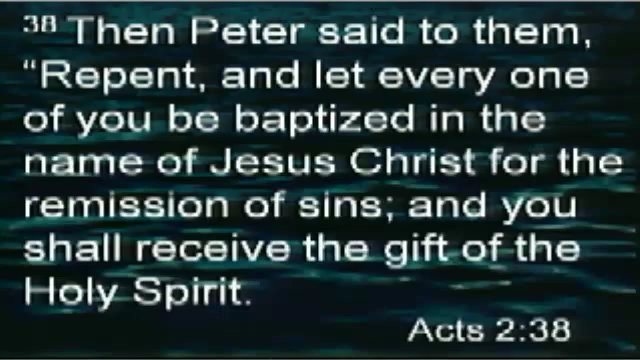 38 Then Peter said to them,
“Repent, and let every one
of you be baptized in the
name of Jesus Christ for the
remission of sins; and you
shall receive the gift of the
Holy Spirit.
Acts 2:38